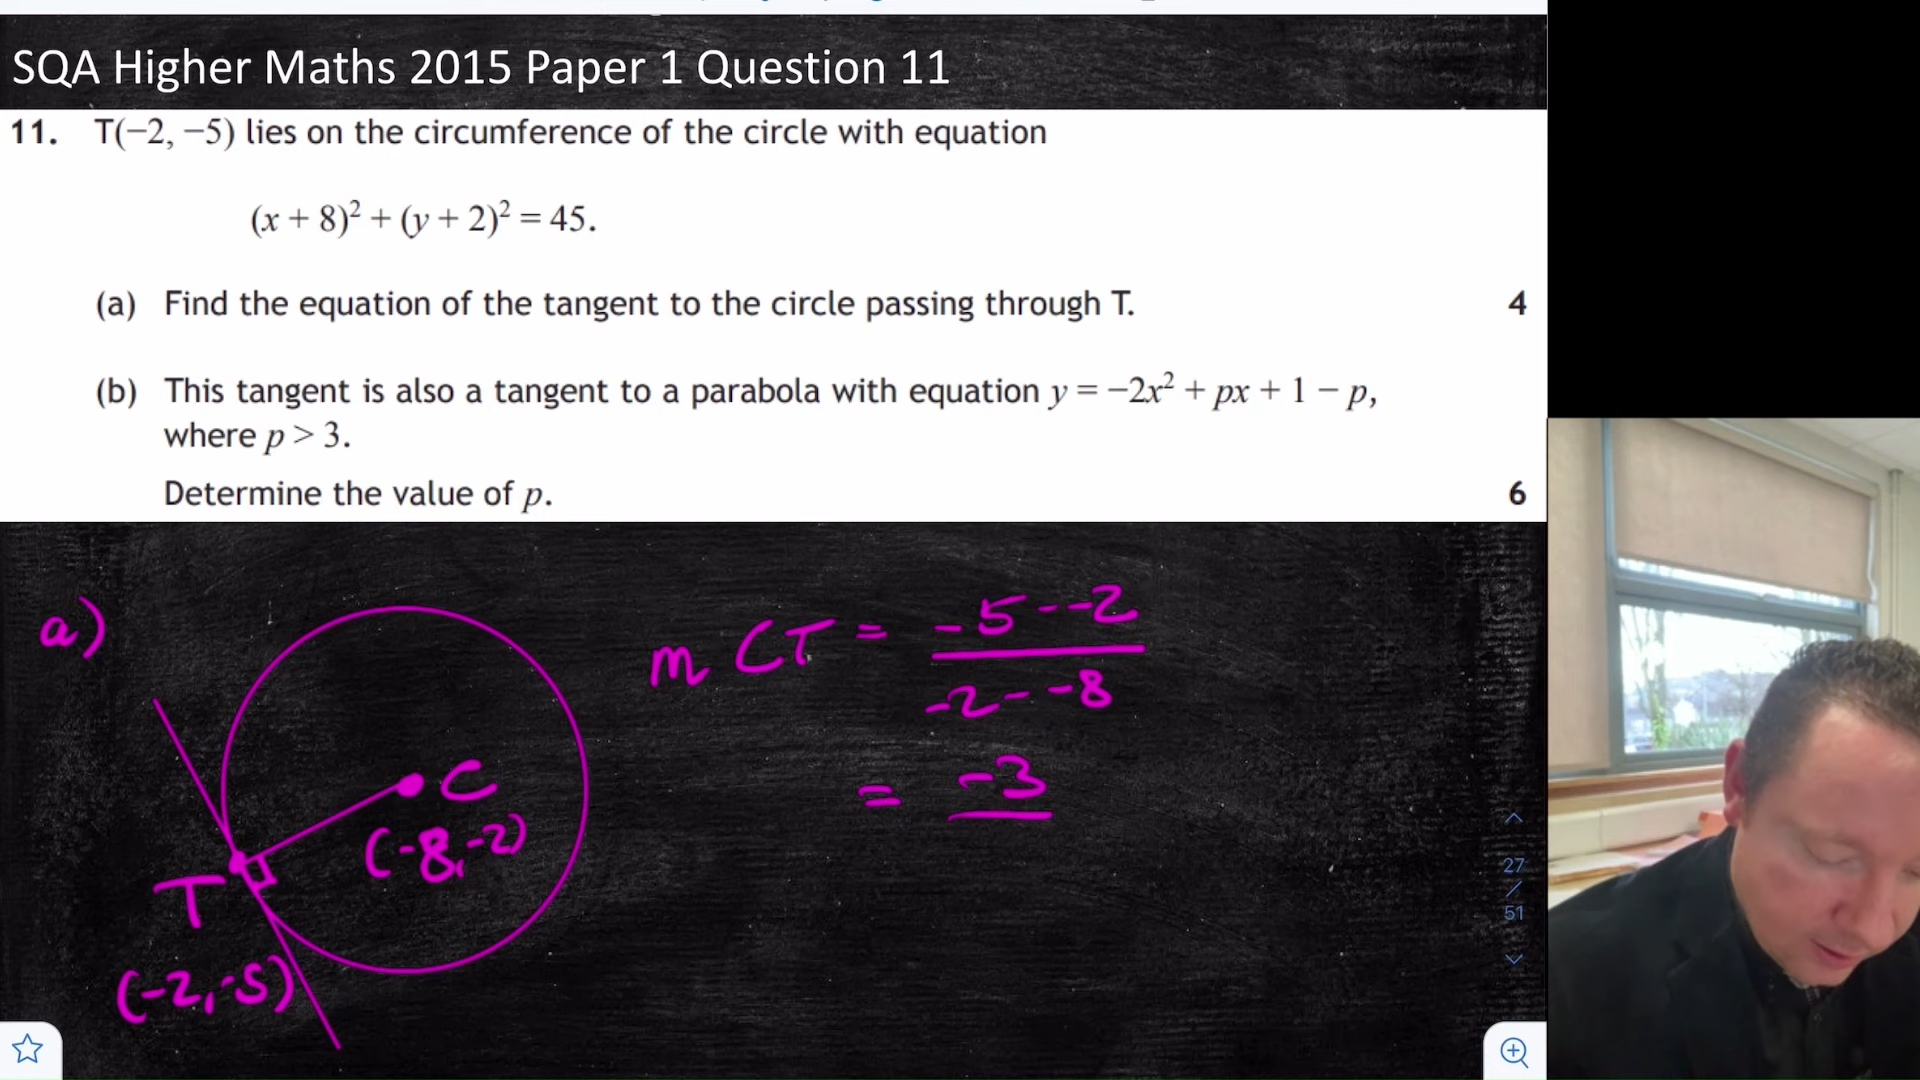 SQA Higher Maths 2015 Paper 1 Question 11
11. T(−2, −5) lies on the circumference of the circle with equation
(x + 8)² + (y + 2)² = 45.
(a) Find the equation of the tangent to the circle passing through T. 4
(b) This tangent is also a tangent to a parabola with equation y = −2x² + px + 1 − p,
where p > 3.
Determine the value of p. 6
a)
m CT = -5--2
-2--8
= -3
C
(-8,-2)
T
(-2,-5)
27
/
51